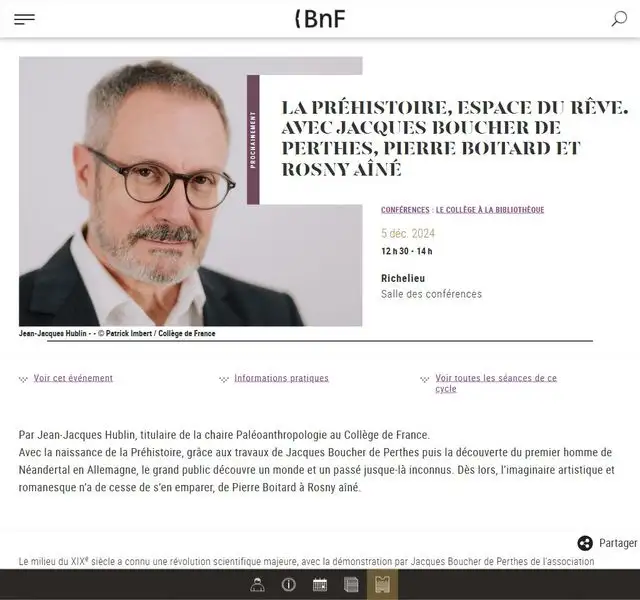 BnF
PROCHAINEMENT
LA PRÉHISTOIRE, ESPACE DU RÊVE.
AVEC JACQUES BOUCHER DE
PERTHES, PIERRE BOITARD ET
ROSNY AÎNÉ
CONFÉRENCES : LE COLLÈGE À LA BIBLIOTHÈQUE
5 déc. 2024
12 h 30 - 14 h
Richelieu
Salle des conférences
Jean-Jacques Hublin - - © Patrick Imbert / Collège de France
Voir cet événement
Informations pratiques
Voir toutes les séances de ce
cycle
Par Jean-Jacques Hublin, titulaire de la chaire Paléoanthropologie au Collège de France.
Avec la naissance de la Préhistoire, grâce aux travaux de Jacques Boucher de Perthes puis la découverte du premier homme de
Néandertal en Allemagne, le grand public découvre un monde et un passé jusque-là inconnus. Dès lors, l'imaginaire artistique et
romanesque n'a de cesse de s'en emparer, de Pierre Boitard à Rosny aîné.
Partager
Le milieu du XIXe siècle a connu une révolution scientifique majeure, avec la démonstration par Jacques Boucher de Perthes de l'association